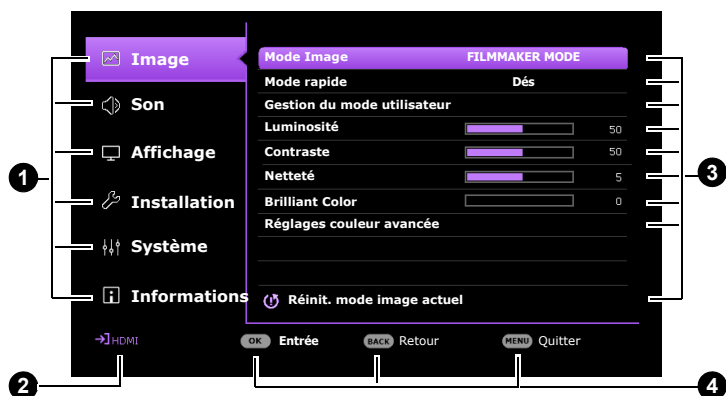 Image
Son
Affichage
Installation
Système
Informations
Mode Image FILMMAKER MODE
Mode rapide Dés
Gestion du mode utilisateur
Luminosité 50
Contraste 50
Netteté 5
Brilliant Color 0
Réglages couleur avancée
Réinit. mode image actuel
HDMI
OK Entrée BACK Retour MENU Quitter
1
3
2
4